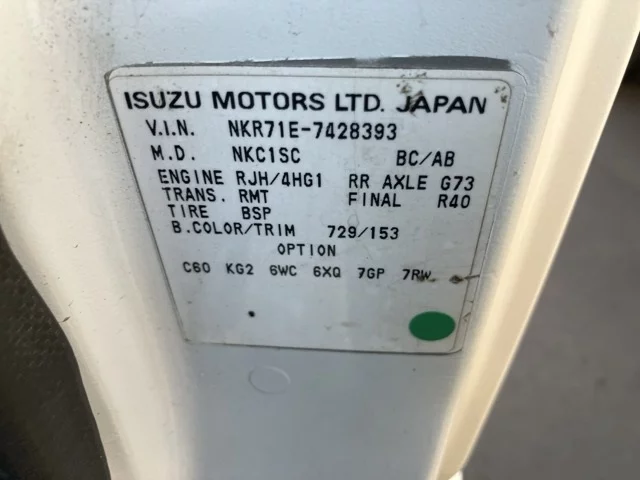 ISUZU MOTORS LTD. JAPAN
V.I.N. NKR71E-7428393
M.D. NKC1SC BC/AB
ENGINE RJH/4HG1 RR AXLE G73
TRANS. RMT FINAL R40
TIRE BSP
B.COLOR/TRIM 729/153
OPTION
C60 KG2 6WC 6XQ 7GP 7RW